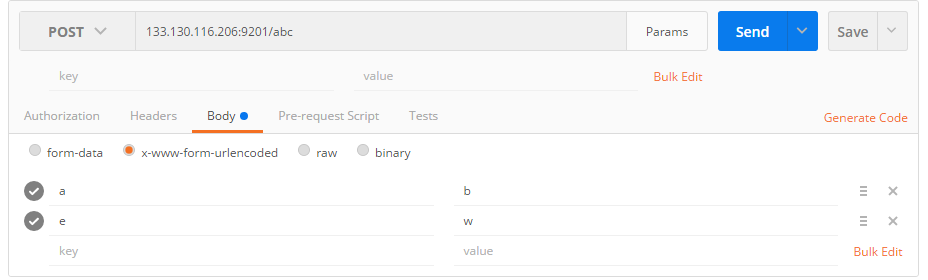 POST 133.130.116.206:9201/abc Params Send Save
key value Bulk Edit
Authorization Headers Body Pre-request Script Tests Generate Code
form-data x-www-form-urlencoded raw binary
a b
e w
key value Bulk Edit